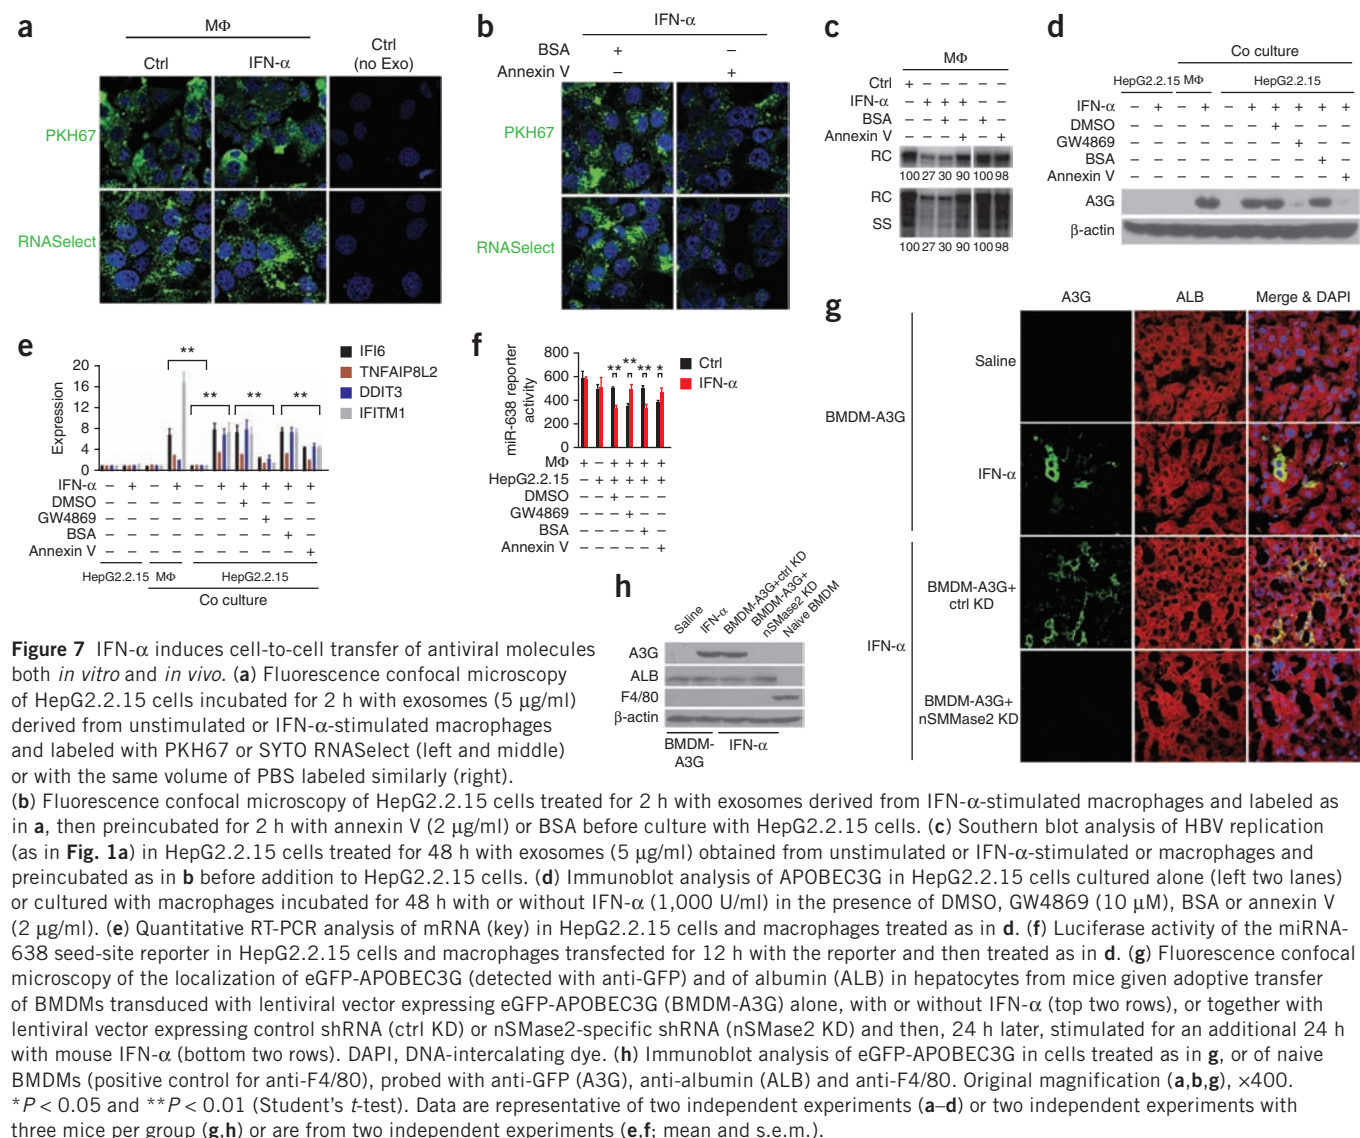 a
MΦ
Ctrl
IFN-α
Ctrl
(no Exo)
PKH67
RNASelect
b
IFN-α
BSA + –
Annexin V – +
PKH67
RNASelect
c
MΦ
Ctrl + – – – – –
IFN-α – + + + – –
BSA – – + – + –
Annexin V – – – + – +
RC
100 27 30 90 100 98
RC
SS
100 27 30 90 100 98
d
Co culture
HepG2.2.15 MΦ HepG2.2.15
IFN-α – + – + – + + + + +
DMSO – – – – – – + – – –
GW4869 – – – – – – – + – –
BSA – – – – – – – – + –
Annexin V – – – – – – – – – +
A3G
β-actin
e
Expression
20
16
12
8
4
0
** ** ** **
IFI6
TNFAIP8L2
DDIT3
IFITM1
IFN-α – + – + – + + + + +
DMSO – – – – – – + – – –
GW4869 – – – – – – – + – –
BSA – – – – – – – – + –
Annexin V – – – – – – – – – +
HepG2.2.15 MΦ HepG2.2.15
Co culture
f
miR-638 reporter
activity
800
600
400
200
0
** ** ** *
Ctrl
IFN-α
MΦ + – + + + +
HepG2.2.15 – + + + + +
DMSO – – + – – –
GW4869 – – – + – –
BSA – – – – + –
Annexin V – – – – – +
g
A3G ALB Merge & DAPI
BMDM-A3G
Saline
IFN-α
IFN-α
BMDM-A3G+
ctrl KD
BMDM-A3G+
nSMMase2 KD
h
Saline
IFN-α
BMDM-A3G+ctrl KD
BMDM-A3G+
nSMase2 KD
Naive BMDM
A3G
ALB
F4/80
β-actin
BMDM-
A3G
IFN-α
Figure 7 IFN-α induces cell-to-cell transfer of antiviral molecules
both in vitro and in vivo. (a) Fluorescence confocal microscopy
of HepG2.2.15 cells incubated for 2 h with exosomes (5 µg/ml)
derived from unstimulated or IFN-α-stimulated macrophages
and labeled with PKH67 or SYTO RNASelect (left and middle)
or with the same volume of PBS labeled similarly (right).
(b) Fluorescence confocal microscopy of HepG2.2.15 cells treated for 2 h with exosomes derived from IFN-α-stimulated macrophages and labeled as
in a, then preincubated for 2 h with annexin V (2 µg/ml) or BSA before culture with HepG2.2.15 cells. (c) Southern blot analysis of HBV replication
(as in Fig. 1a) in HepG2.2.15 cells treated for 48 h with exosomes (5 µg/ml) obtained from unstimulated or IFN-α-stimulated or macrophages and
preincubated as in b before addition to HepG2.2.15 cells. (d) Immunoblot analysis of APOBEC3G in HepG2.2.15 cells cultured alone (left two lanes)
or cultured with macrophages incubated for 48 h with or without IFN-α (1,000 U/ml) in the presence of DMSO, GW4869 (10 µM), BSA or annexin V
(2 µg/ml). (e) Quantitative RT-PCR analysis of mRNA (key) in HepG2.2.15 cells and macrophages treated as in d. (f) Luciferase activity of the miRNA-
638 seed-site reporter in HepG2.2.15 cells and macrophages transfected for 12 h with the reporter and then treated as in d. (g) Fluorescence confocal
microscopy of the localization of eGFP-APOBEC3G (detected with anti-GFP) and of albumin (ALB) in hepatocytes from mice given adoptive transfer
of BMDMs transduced with lentiviral vector expressing eGFP-APOBEC3G (BMDM-A3G) alone, with or without IFN-α (top two rows), or together with
lentiviral vector expressing control shRNA (ctrl KD) or nSMase2-specific shRNA (nSMase2 KD) and then, 24 h later, stimulated for an additional 24 h
with mouse IFN-α (bottom two rows). DAPI, DNA-intercalating dye. (h) Immunoblot analysis of eGFP-APOBEC3G in cells treated as in g, or of naive
BMDMs (positive control for anti-F4/80), probed with anti-GFP (A3G), anti-albumin (ALB) and anti-F4/80. Original magnification (a,b,g), ×400.
*P < 0.05 and **P < 0.01 (Student's t-test). Data are representative of two independent experiments (a–d) or two independent experiments with
three mice per group (g,h) or are from two independent experiments (e,f; mean and s.e.m.).